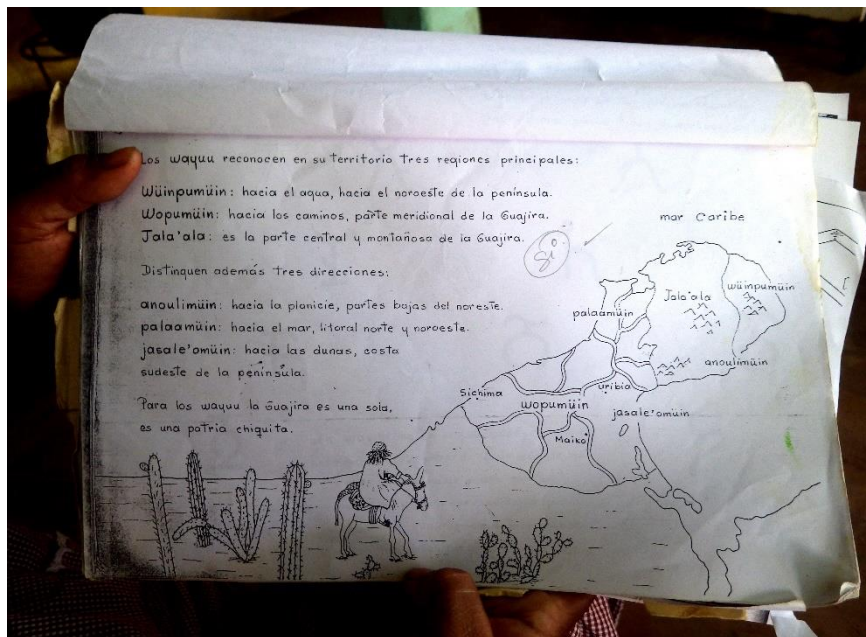 Los wayuu reconocen en su territorio tres regiones principales:
Wüinpumüin: hacia el agua, hacia el noroeste de la península.
Wopumüin: hacia los caminos, parte meridional de la Guajira.
Jala'ala: es la parte central y montañosa de la Guajira.
Si
Distinguen además tres direcciones:
anoulimüin: hacia la planicie, partes bajas del noreste.
palaamüin: hacia el mar, litoral norte y noroeste.
jasale'omüin: hacia las dunas, costa
sudeste de la península.
Para los wayuu la Guajira es una sola,
es una patria chiquita.
mar Caribe
wüinpumüin
Jala'ala
palaamüin
anoulimüin
Sichima
uribia
wopumüin
jasale'omüin
Maiko